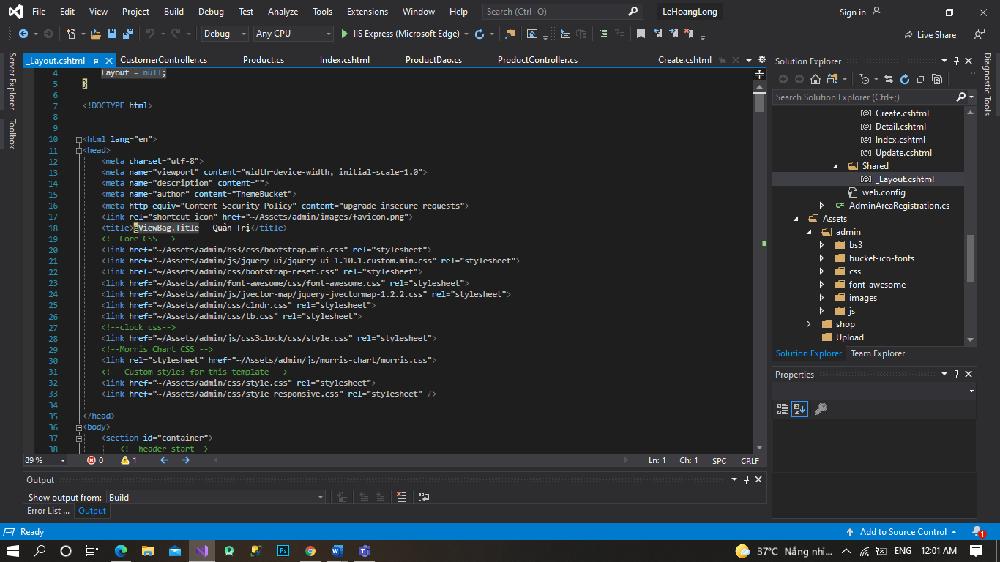 File Edit View Project Build Debug Test Analyze Tools Extensions Window Help Search (Ctrl+Q) LeHoangLong Sign in
Debug Any CPU IIS Express (Microsoft Edge) Live Share
Server Explorer
Toolbox
_Layout.cshtml CustomerController.cs Product.cs Index.cshtml ProductDao.cs ProductController.cs Create.cshtml
4 Layout = null;
5 }
6
7 <!DOCTYPE html>
8
9
10 <html lang="en">
11 <head>
12 <meta charset="utf-8">
13 <meta name="viewport" content="width=device-width, initial-scale=1.0">
14 <meta name="description" content="">
15 <meta name="author" content="ThemeBucket">
16 <meta http-equiv="Content-Security-Policy" content="upgrade-insecure-requests">
17 <link rel="shortcut icon" href="~/Assets/admin/images/favicon.png">
18 <title>@ViewBag.Title - Quản Trị</title>
19 <!--Core CSS -->
20 <link href="~/Assets/admin/bs3/css/bootstrap.min.css" rel="stylesheet">
21 <link href="~/Assets/admin/js/jquery-ui/jquery-ui-1.10.1.custom.min.css" rel="stylesheet">
22 <link href="~/Assets/admin/css/bootstrap-reset.css" rel="stylesheet">
23 <link href="~/Assets/admin/font-awesome/css/font-awesome.css" rel="stylesheet">
24 <link href="~/Assets/admin/js/jvector-map/jquery-jvectormap-1.2.2.css" rel="stylesheet">
25 <link href="~/Assets/admin/css/clndr.css" rel="stylesheet">
26 <link href="~/Assets/admin/css/tb.css" rel="stylesheet">
27 <!--clock css-->
28 <link href="~/Assets/admin/js/css3clock/css/style.css" rel="stylesheet">
29 <!--Morris Chart CSS -->
30 <link rel="stylesheet" href="~/Assets/admin/js/morris-chart/morris.css">
31 <!-- Custom styles for this template -->
32 <link href="~/Assets/admin/css/style.css" rel="stylesheet">
33 <link href="~/Assets/admin/css/style-responsive.css" rel="stylesheet" />
34
35 </head>
36 <body>
37 <section id="container">
38 <!--header start-->
89 % 0 1 Ln: 1 Ch: 1 SPC CRLF
Output
Show output from: Build
Error List ... Output
Solution Explorer
Search Solution Explorer (Ctrl+;)
Create.cshtml
Detail.cshtml
Index.cshtml
Update.cshtml
Shared
_Layout.cshtml
web.config
C# AdminAreaRegistration.cs
Assets
admin
bs3
bucket-ico-fonts
css
font-awesome
images
js
shop
Upload
Solution Explorer Team Explorer
Properties
Diagnostic Tools
Ready Add to Source Control 1
Ps 37°C Nắng nhi... ENG 12:01 AM